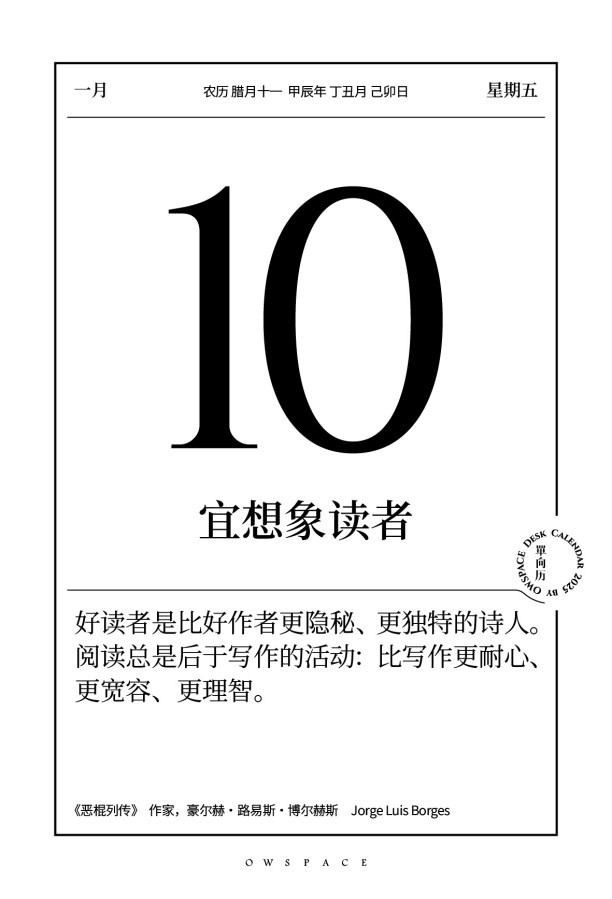 一月 农历 腊月十一 甲辰年 丁丑月 己卯日 星期五
10
宜想象读者
OWSPACE DESK CALENDAR 2025 BY
單向历
好读者是比好作者更隐秘、更独特的诗人。
阅读总是后于写作的活动：比写作更耐心、
更宽容、更理智。
《恶棍列传》 作家，豪尔赫·路易斯·博尔赫斯 Jorge Luis Borges
OWSPACE